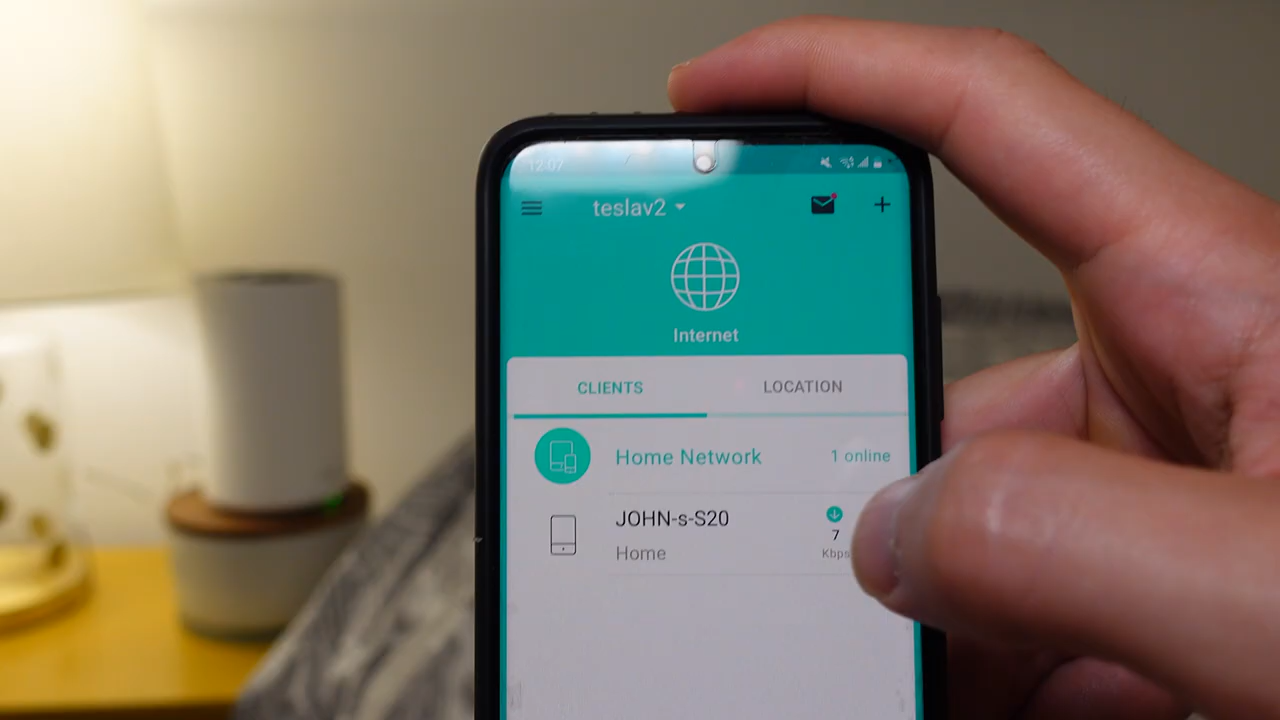 12:07
teslav2
Internet
CLIENTS LOCATION
Home Network 1 online
JOHN-s-S20
7
Home Kbps